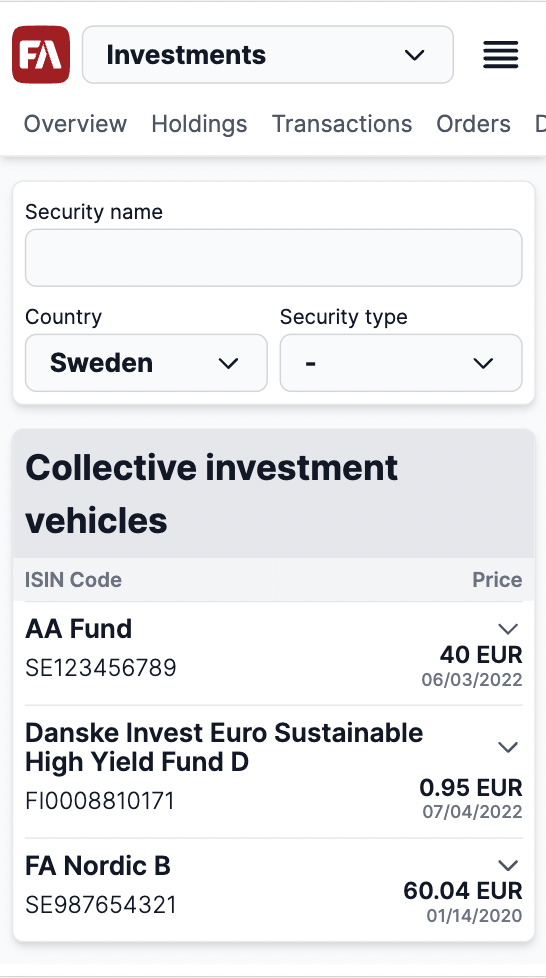 FA
Investments
Overview Holdings Transactions Orders D
Security name
Country Security type
Sweden -
Collective investment
vehicles
ISIN Code Price
AA Fund
40 EUR
SE123456789
06/03/2022
Danske Invest Euro Sustainable
High Yield Fund D
0.95 EUR
FI0008810171
07/04/2022
FA Nordic B
60.04 EUR
SE987654321
01/14/2020